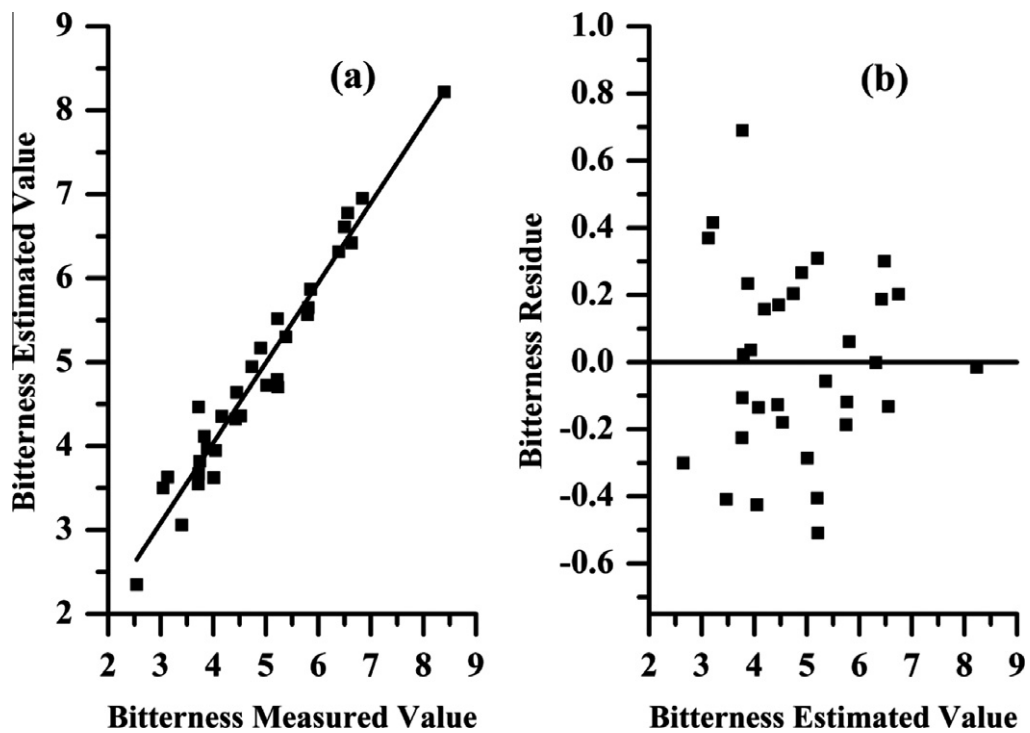 (a)
Bitterness Estimated Value
9
8
7
6
5
4
3
2
2 3 4 5 6 7 8 9
Bitterness Measured Value
(b)
Bitterness Residue
1.0
0.8
0.6
0.4
0.2
0.0
-0.2
-0.4
-0.6
2 3 4 5 6 7 8 9
Bitterness Estimated Value